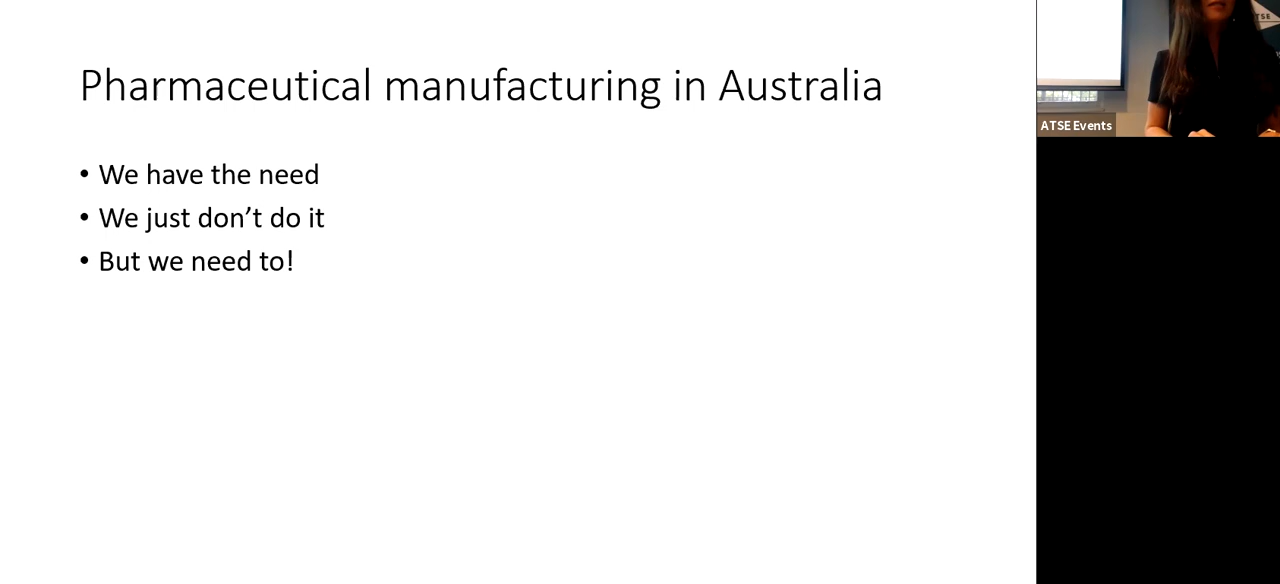 Pharmaceutical manufacturing in Australia
• We have the need
• We just don’t do it
• But we need to!
TSE
ATSE Events